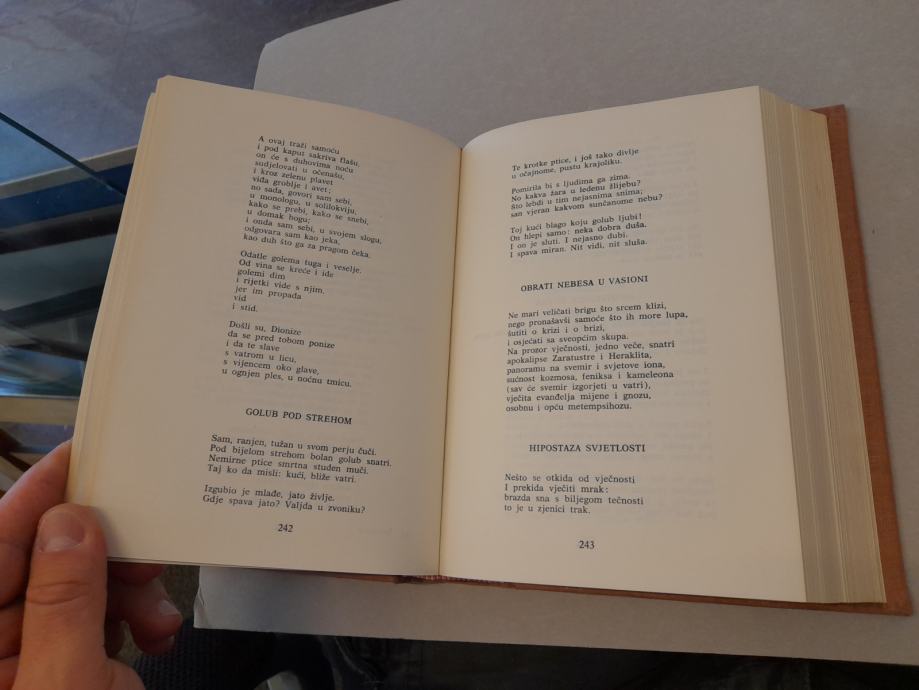 A ovaj traži samoću
i pod kaput sakriva flašu,
on će s duhovima noću
sudjelovati u očenašu,
i kroz zelenu plavet
viđa groblje i avet;
no sada, govori sam sebi,
u monologu, u solilokviju,
kako se prebi, kako se snebi,
u domak bogu;
i onda sam sebi, u svojem slogu,
odgovara sam kao jeka,
kao duh što ga za pragom čeka.
Odatle golema tuga i veselje.
Od vina se kreće i ide
golemi dim
i rijetki vide s njim.
jer im propada
vid
i stid.
Došli su, Dionize
da se pred tobom ponize
i da te slave
s vatrom u licu,
s vijencem oko glave,
u ognjen ples, u noćnu tmicu.
GOLUB POD STREHOM
Sam, ranjen, tužan u svom perju čuči.
Pod bijelom strehom bolan golub snatri.
Nemirne ptice smrtna studen muči.
Taj ko da misli: kući, bliže vatri.
Izgubio je mlađe, jato življe.
Gdje spava jato? Valjda u zvoniku?
242
Te krotke ptice, i još tako divlje
u očajnome, pustu krajoliku.
Pomirila bi s ljudima ga zima.
No kakva žara u ledenu žlijebu?
Što lebdi u tim nejasnima snima;
san vjeran kakvom sunčanome nebu?
Toj kući blago koju golub ljubi!
On hlepi samo: neka dobra duša.
I on je sluti. I nejasno dubi.
I spava miran. Nit vidi, nit sluša.
OBRATI NEBESA U VASIONI
Ne mari veličati brigu što srcem klizi,
nego pronašavši samoće što ih more lupa,
šutiti o krizi i o brizi,
i osjećati sa sveopćim skupa.
Na prozor vječnosti, jedno veče, snatri
apokalipse Zaratustre i Heraklita,
panoramu na svemir i svjetove iona,
sućnost kozmosa, feniksa i kameleona
(sav će svemir izgorjeti u vatri),
vječita evanđelja mijene i gnozu,
osobnu i opću metempsihozu.
HIPOSTAZA SVJETLOSTI
Nešto se otkida od vječnosti
I prekida vječiti mrak:
brazda sna s biljegom tečnosti
to je u zjenici trak.
243